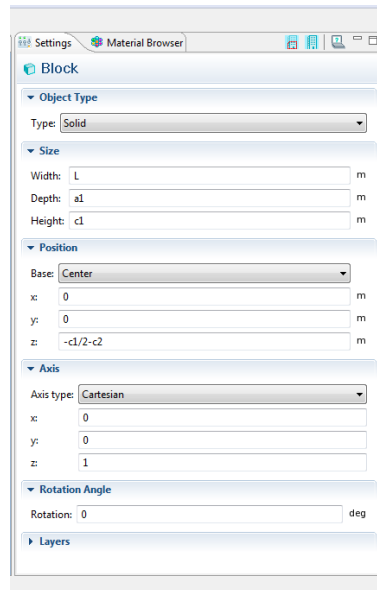 Settings Material Browser
Block
Object Type
Type: Solid
Size
Width: L m
Depth: a1 m
Height: c1 m
Position
Base: Center
x: 0 m
y: 0 m
z: -c1/2-c2 m
Axis
Axis type: Cartesian
x: 0
y: 0
z: 1
Rotation Angle
Rotation: 0 deg
Layers